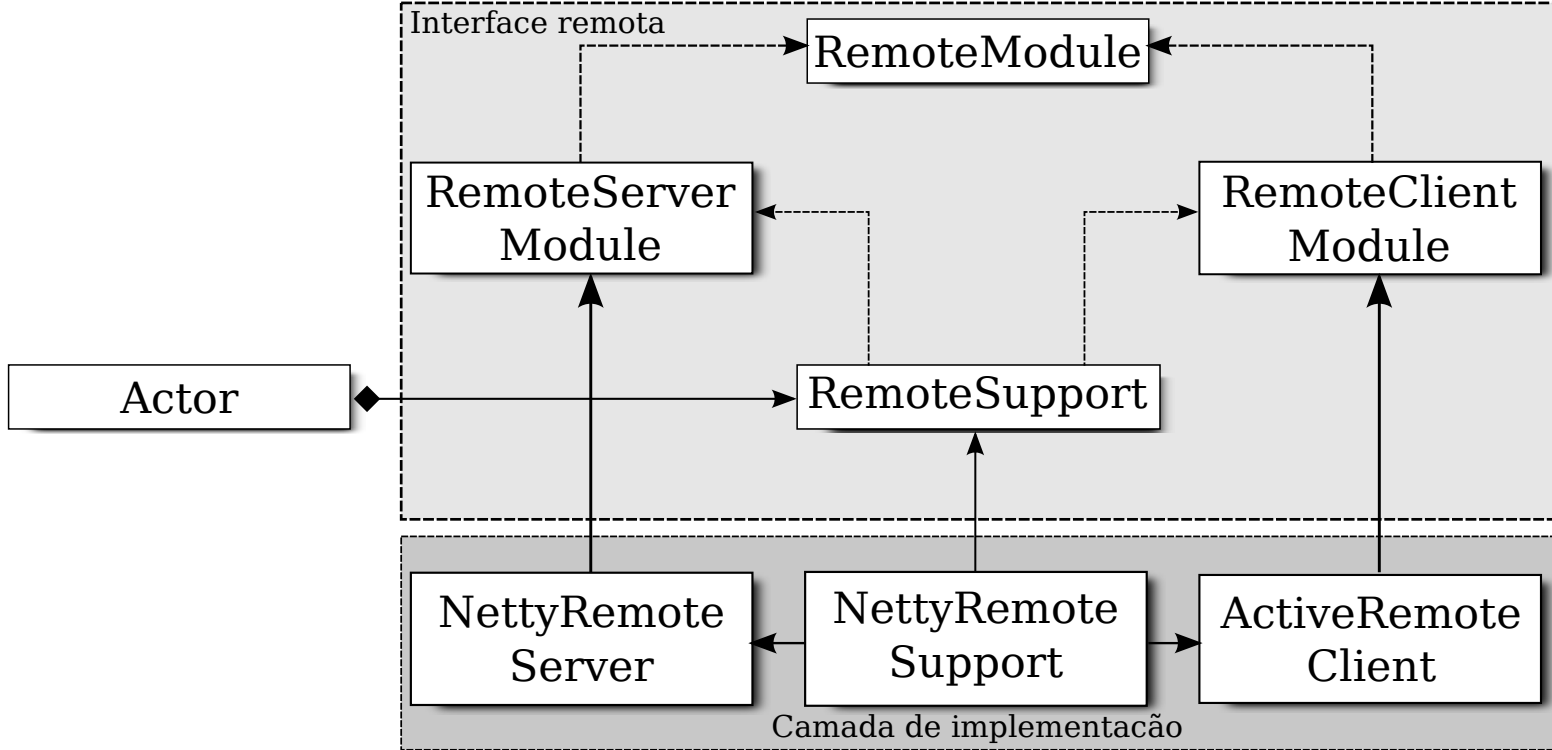 Interface remota
RemoteModule
RemoteServer
Module
RemoteClient
Module
Actor
RemoteSupport
NettyRemote
Server
NettyRemote
Support
ActiveRemote
Client
Camada de implementacão